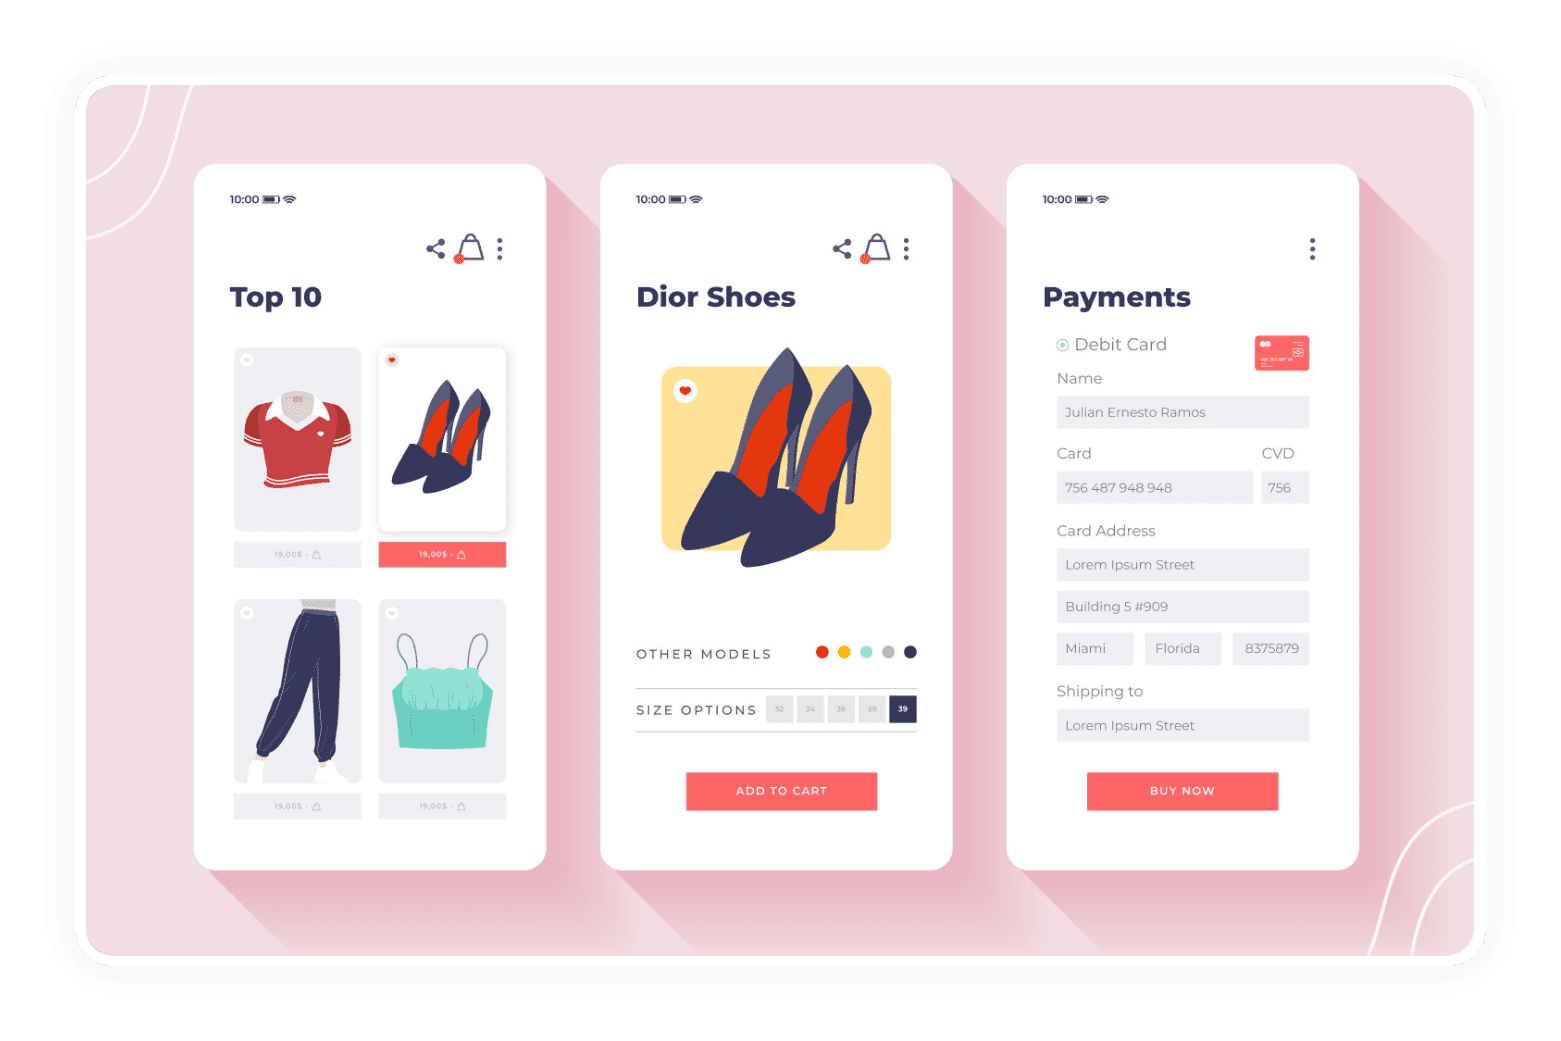 10:00
Top 10
19,00$ -
19,00$ -
19,00$ -
19,00$ -
10:00
Dior Shoes
OTHER MODELS
SIZE OPTIONS 32 34 36 38 39
ADD TO CART
10:00
Payments
Debit Card
Name
Julian Ernesto Ramos
Card CVD
756 487 948 948 756
Card Address
Lorem Ipsum Street
Building 5 #909
Miami Florida 8375879
Shipping to
Lorem Ipsum Street
BUY NOW